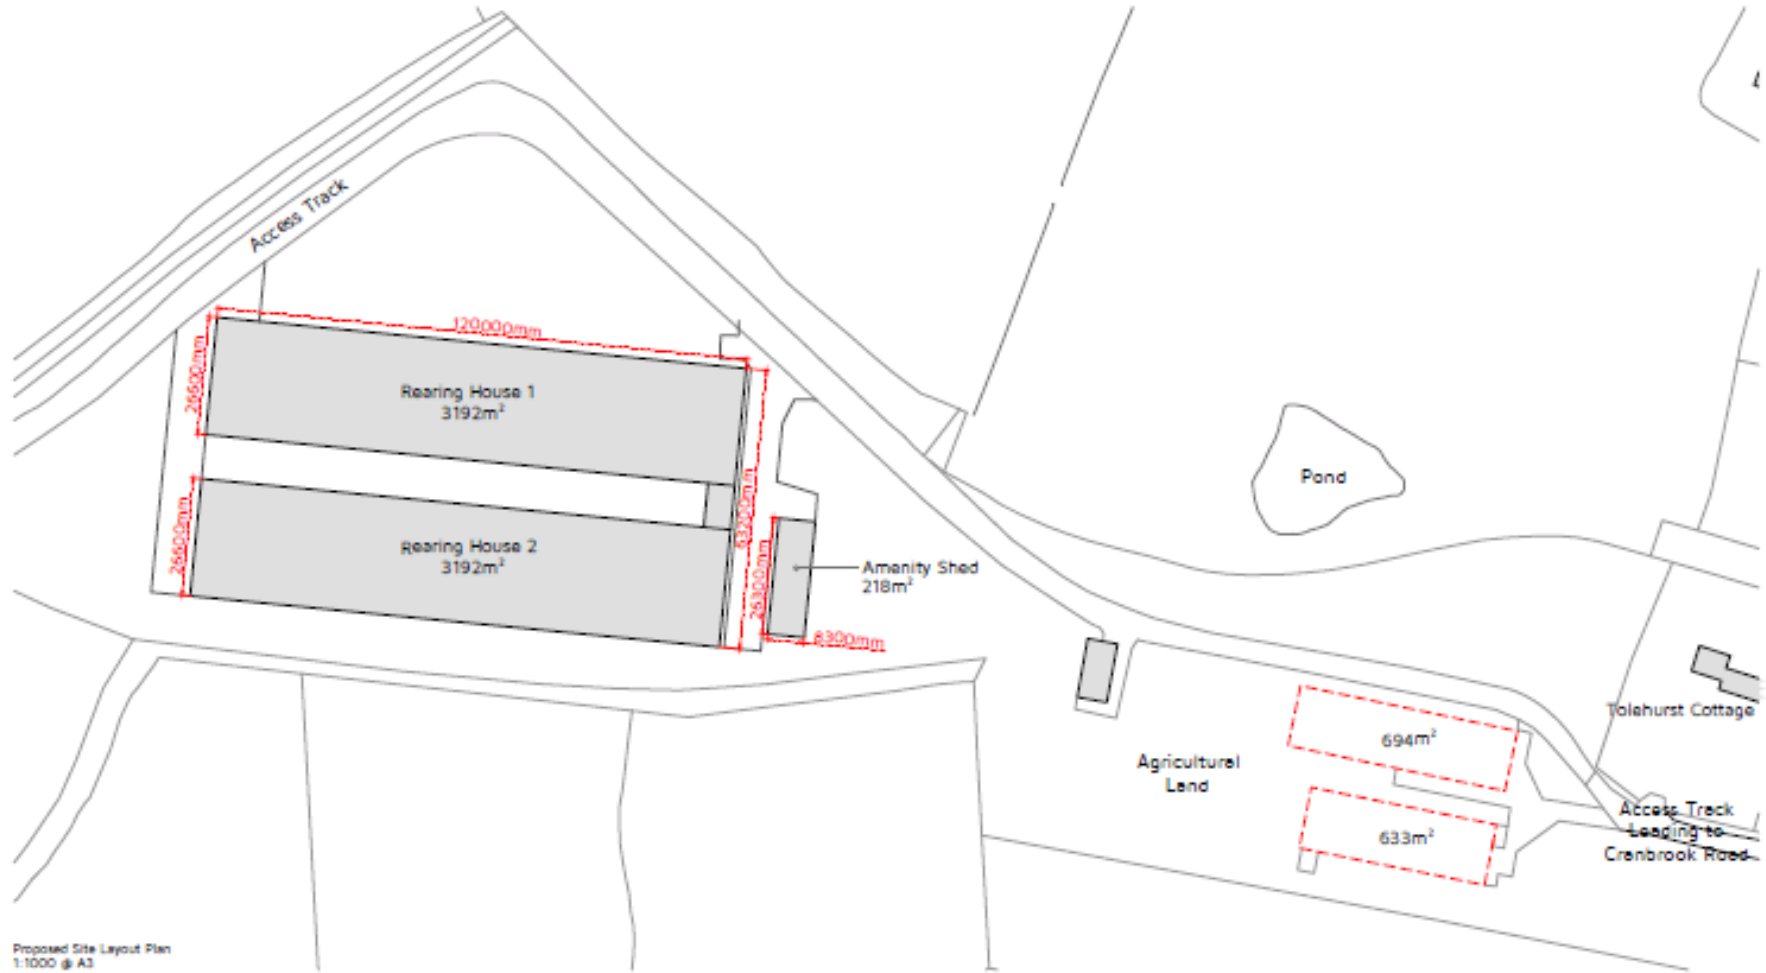 Access Track
120000mm
26600mm
Rearing House 1
3192m²
63200mm
26600mm
Rearing House 2
3192m²
26300mm
8300mm
Amenity Shed
218m²
Pond
Tolehurst Cottage
694m²
Agricultural
Land
633m²
Access Track
Leading to
Cranbrook Road
Proposed Site Layout Plan
1:1000 @ A3